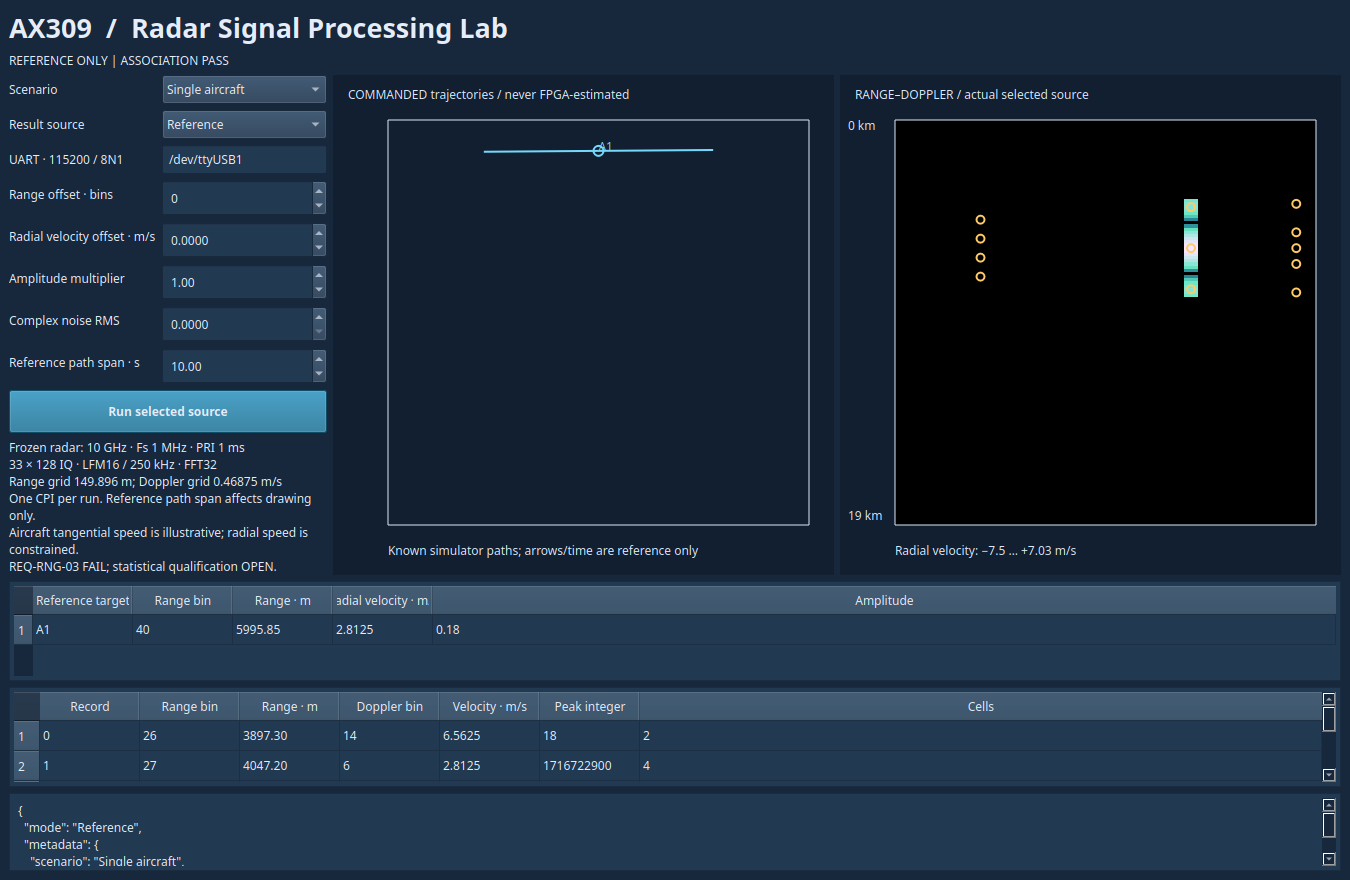 AX309 / Radar Signal Processing Lab
REFERENCE ONLY | ASSOCIATION PASS
Scenario
Single aircraft
Result source
Reference
UART · 115200 / 8N1
/dev/ttyUSB1
Range offset · bins
0
Radial velocity offset · m/s
0.0000
Amplitude multiplier
1.00
Complex noise RMS
0.0000
Reference path span · s
10.00
Run selected source
Frozen radar: 10 GHz · Fs 1 MHz · PRI 1 ms
33 × 128 IQ · LFM16 / 250 kHz · FFT32
Range grid 149.896 m; Doppler grid 0.46875 m/s
One CPI per run. Reference path span affects drawing
only.
Aircraft tangential speed is illustrative; radial speed is
constrained.
REQ-RNG-03 FAIL; statistical qualification OPEN.
COMMANDED trajectories / never FPGA-estimated
A1
Known simulator paths; arrows/time are reference only
RANGE–DOPPLER / actual selected source
0 km
19 km
Radial velocity: −7.5 … +7.03 m/s
Reference target Range bin Range · m adial velocity · m Amplitude
1 A1 40 5995.85 2.8125 0.18
Record Range bin Range · m Doppler bin Velocity · m/s Peak integer Cells
1 0 26 3897.30 14 6.5625 18 2
2 1 27 4047.20 6 2.8125 1716722900 4
{
"mode": "Reference",
"metadata": {
"scenario": "Single aircraft",